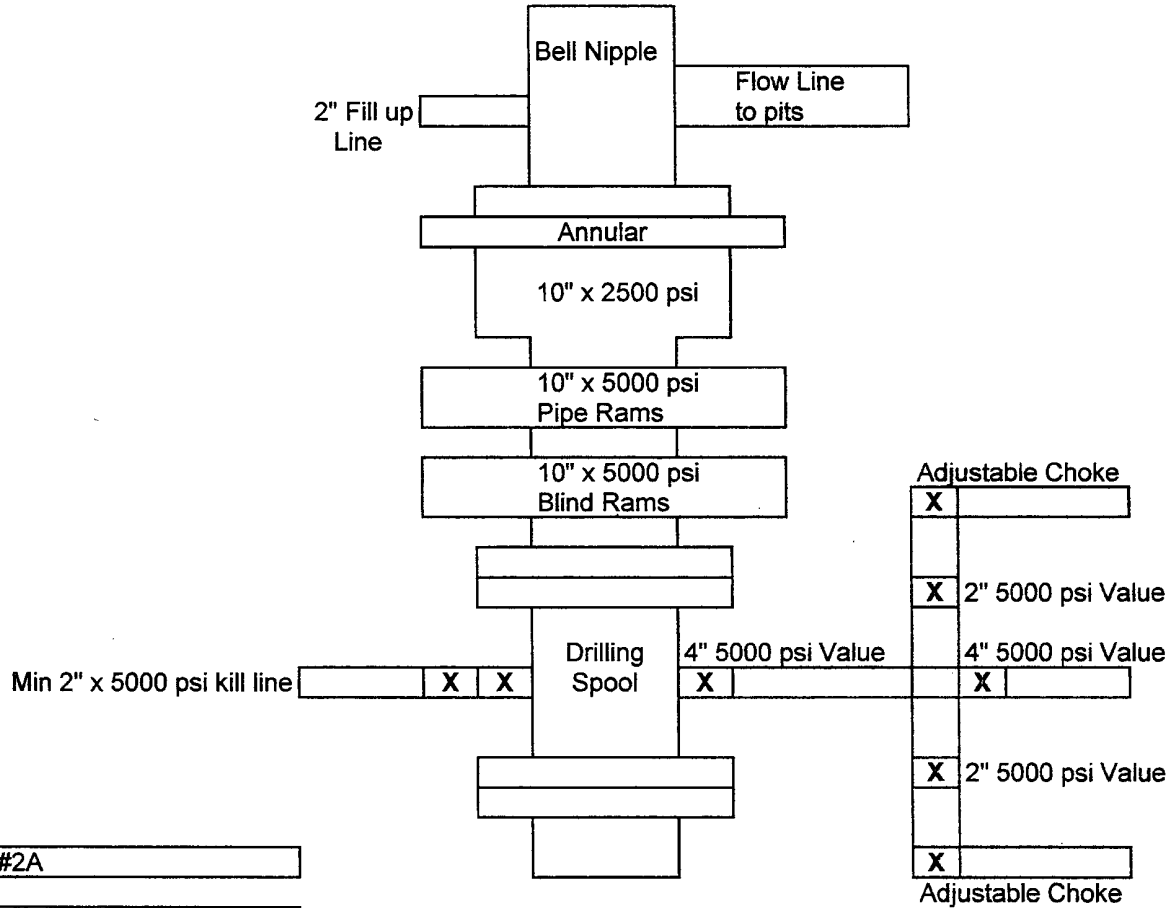 Bell Nipple
Flow Line
to pits
2" Fill up
Line
Annular
10" x 2500 psi
10" x 5000 psi
Pipe Rams
10" x 5000 psi
Blind Rams
Adjustable Choke
X
X 2" 5000 psi Value
Drilling
Spool
4" 5000 psi Value
4" 5000 psi Value
Min 2" x 5000 psi kill line
X X
X
X
X 2" 5000 psi Value
#2A
X
Adjustable Choke